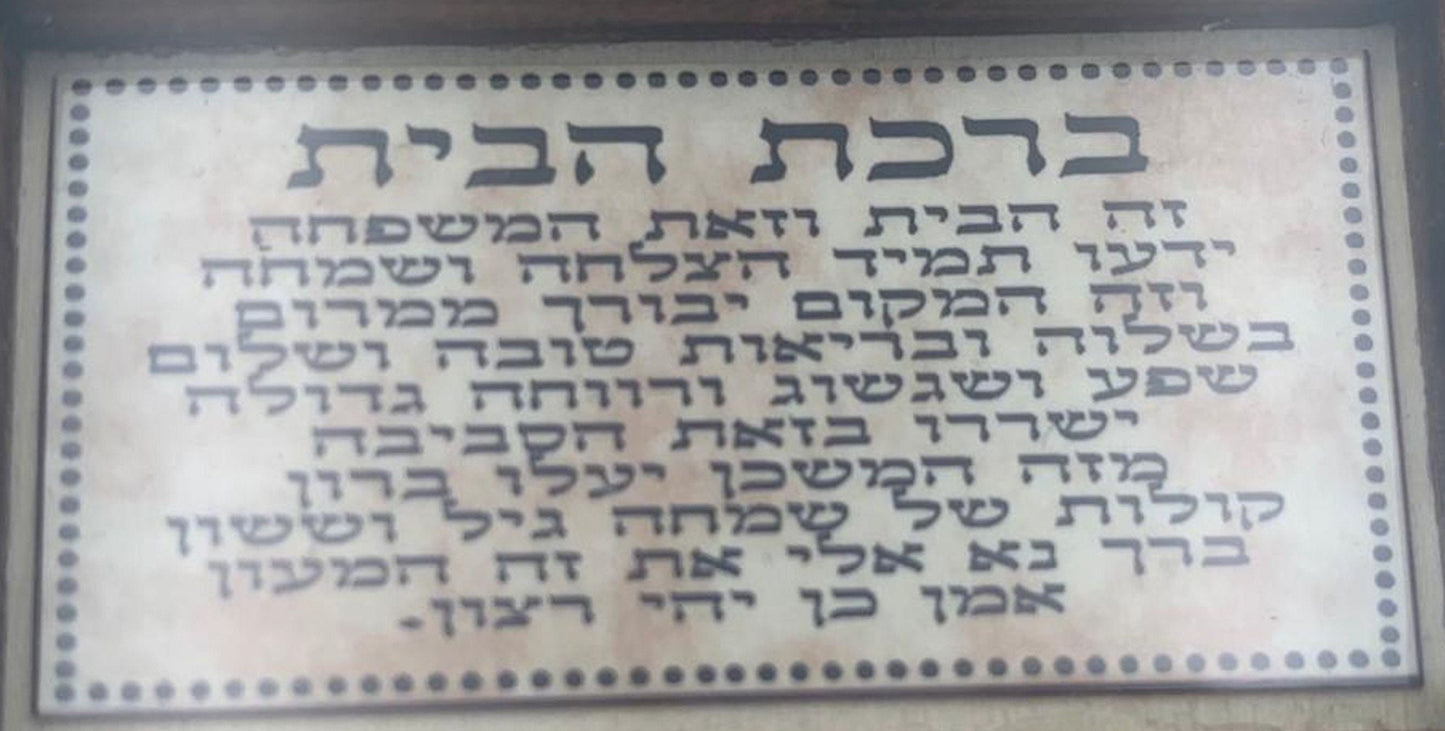 ברכת הבית
זה הבית וזאת המשפחה
ידעו תמיד הצלחה ושמחה
וזה המקום יבורך ממרום
בשלוה ובריאות טובה ושלום
שפע ושגשוג ורווחה גדולה
ישררו בזאת הסביבה
מזה המשכן יעלו ברון
קולות של שמחה גיל וששון
ברך נא אלי את זה המעון
אמן כן יהי רצון.